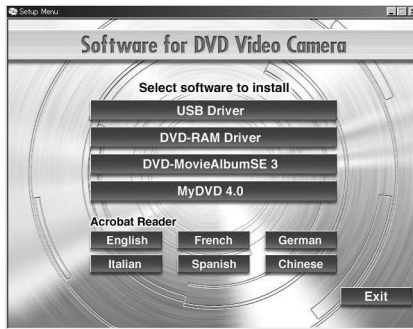 Setup Menu
Software for DVD Video Camera
Select software to install
USB Driver
DVD-RAM Driver
DVD-MovieAlbumSE 3
MyDVD 4.0
Acrobat Reader
English French German
Italian Spanish Chinese
Exit